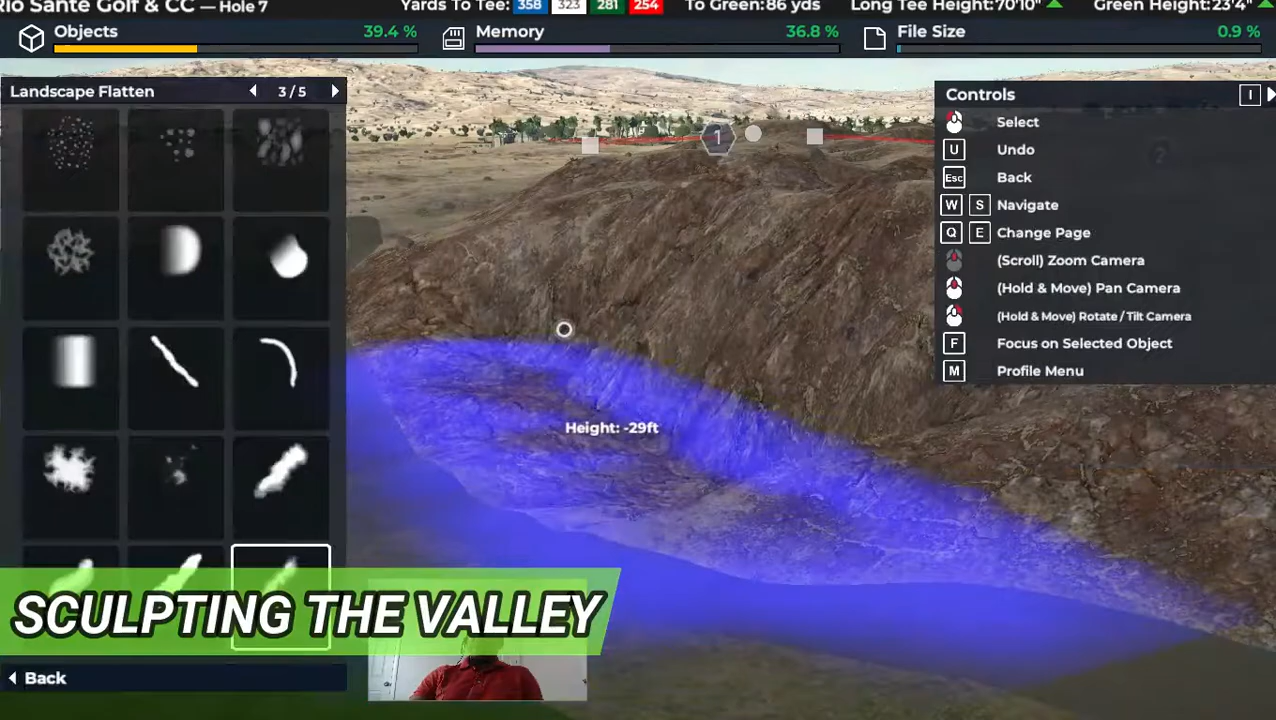 Rio Sante Golf & CC — Hole 7
Yards To Tee: 358 323 281 254
To Green: 86 yds
Long Tee Height: 70'10"
Green Height: 23'4"
Objects 39.4 %
Memory 36.8 %
File Size 0.9 %
Landscape Flatten 3 / 5
Controls I
Select
U Undo
Esc Back
W S Navigate
Q E Change Page
(Scroll) Zoom Camera
(Hold & Move) Pan Camera
(Hold & Move) Rotate / Tilt Camera
F Focus on Selected Object
M Profile Menu
1
?
Height: -29ft
SCULPTING THE VALLEY
Back